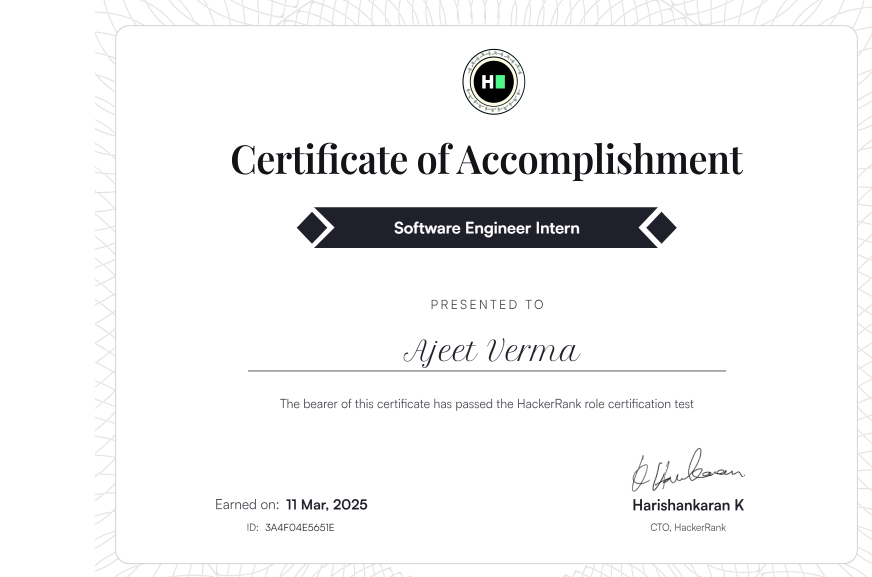 H
Certificate of Accomplishment
Software Engineer Intern
PRESENTED TO
Ajeet Verma
The bearer of this certificate has passed the HackerRank role certification test
Earned on: 11 Mar, 2025
ID: 3A4F04E5651E
Harishankaran K
CTO, HackerRank